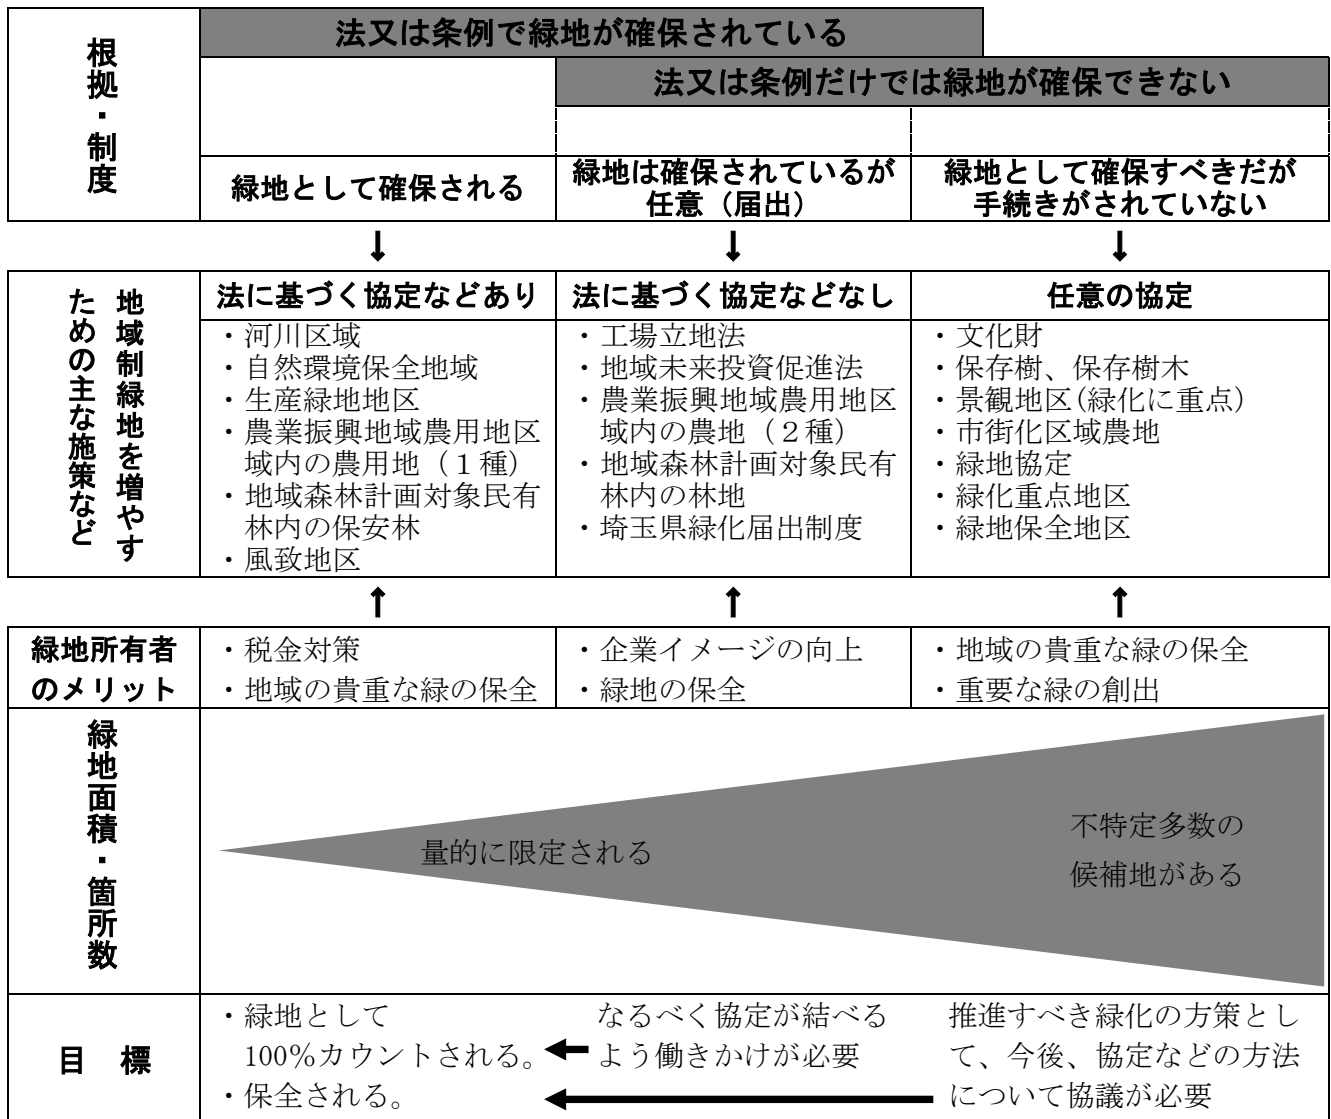 根拠・制度
法又は条例で緑地が確保されている
法又は条例だけでは緑地が確保できない
緑地として確保される
緑地は確保されているが
任意（届出）
緑地として確保すべきだが
手続きがされていない
↓ ↓ ↓
地域制緑地を増やす
ための主な施策など
法に基づく協定などあり
・河川区域
・自然環境保全地域
・生産緑地地区
・農業振興地域農用地区
域内の農用地（１種）
・地域森林計画対象民有
林内の保安林
・風致地区
法に基づく協定などなし
・工場立地法
・地域未来投資促進法
・農業振興地域農用地区
域内の農地（２種）
・地域森林計画対象民有
林内の林地
・埼玉県緑化届出制度
任意の協定
・文化財
・保存樹、保存樹木
・景観地区(緑化に重点)
・市街化区域農地
・緑地協定
・緑化重点地区
・緑地保全地区
↑ ↑ ↑
緑地所有者
のメリット
・税金対策
・地域の貴重な緑の保全
・企業イメージの向上
・緑地の保全
・地域の貴重な緑の保全
・重要な緑の創出
緑地面積・箇所数
量的に限定される
不特定多数の
候補地がある
目　標
・緑地として
100%カウントされる。
・保全される。
なるべく協定が結べる
よう働きかけが必要
推進すべき緑化の方策とし
て、今後、協定などの方法
について協議が必要